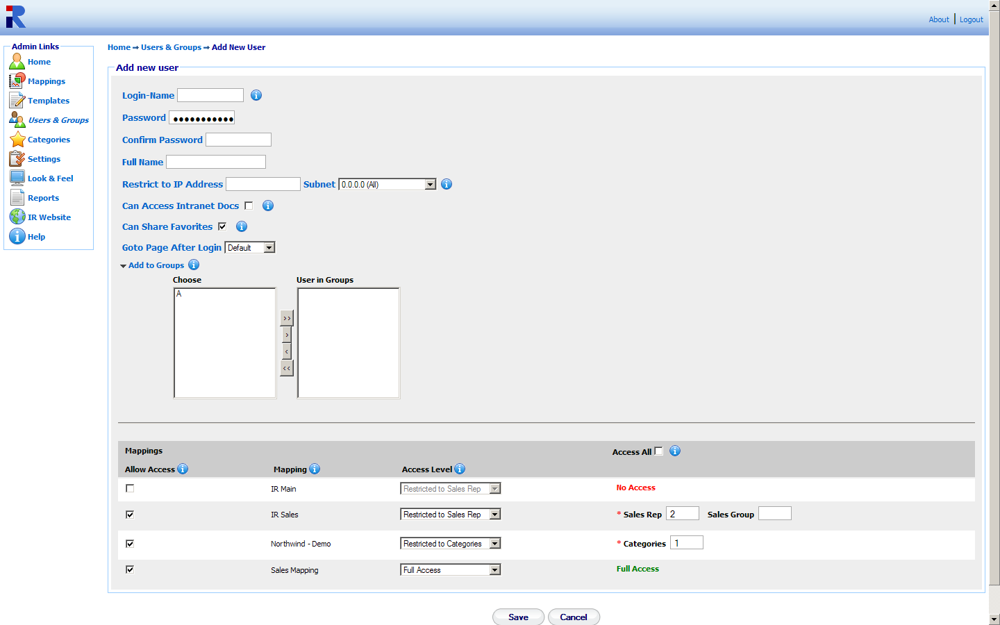 R
About | Logout
Admin Links
Home
Mappings
Templates
Users & Groups
Categories
Settings
Look & Feel
Reports
IR Website
Help
Home → Users & Groups → Add New User
Add new user
Login-Name
Password ●●●●●●●●●●●
Confirm Password
Full Name
Restrict to IP Address Subnet 0.0.0.0 (All)
Can Access Intranet Docs
Can Share Favorites
Goto Page After Login Default
Add to Groups
Choose User in Groups
A
>>
>
<
<<
Mappings Access All
Allow Access Mapping Access Level
IR Main Restricted to Sales Rep No Access
IR Sales Restricted to Sales Rep * Sales Rep 2 Sales Group
Northwind - Demo Restricted to Categories * Categories 1
Sales Mapping Full Access Full Access
Save Cancel